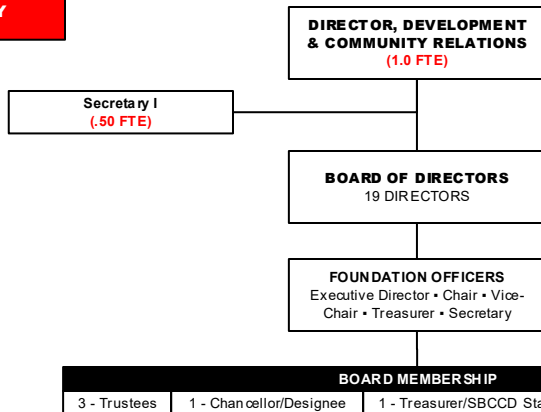 Y
DIRECTOR, DEVELOPMENT
& COMMUNITY RELATIONS
(1.0 FTE)
Secretary I
(.50 FTE)
BOARD OF DIRECTORS
19 DIRECTORS
FOUNDATION OFFICERS
Executive Director ▪ Chair ▪ Vice-
Chair ▪ Treasurer ▪ Secretary
BOARD MEMBERSHIP
3 - Trustees 1 - Chancellor/Designee 1 - Treasurer/SBCCD Sta